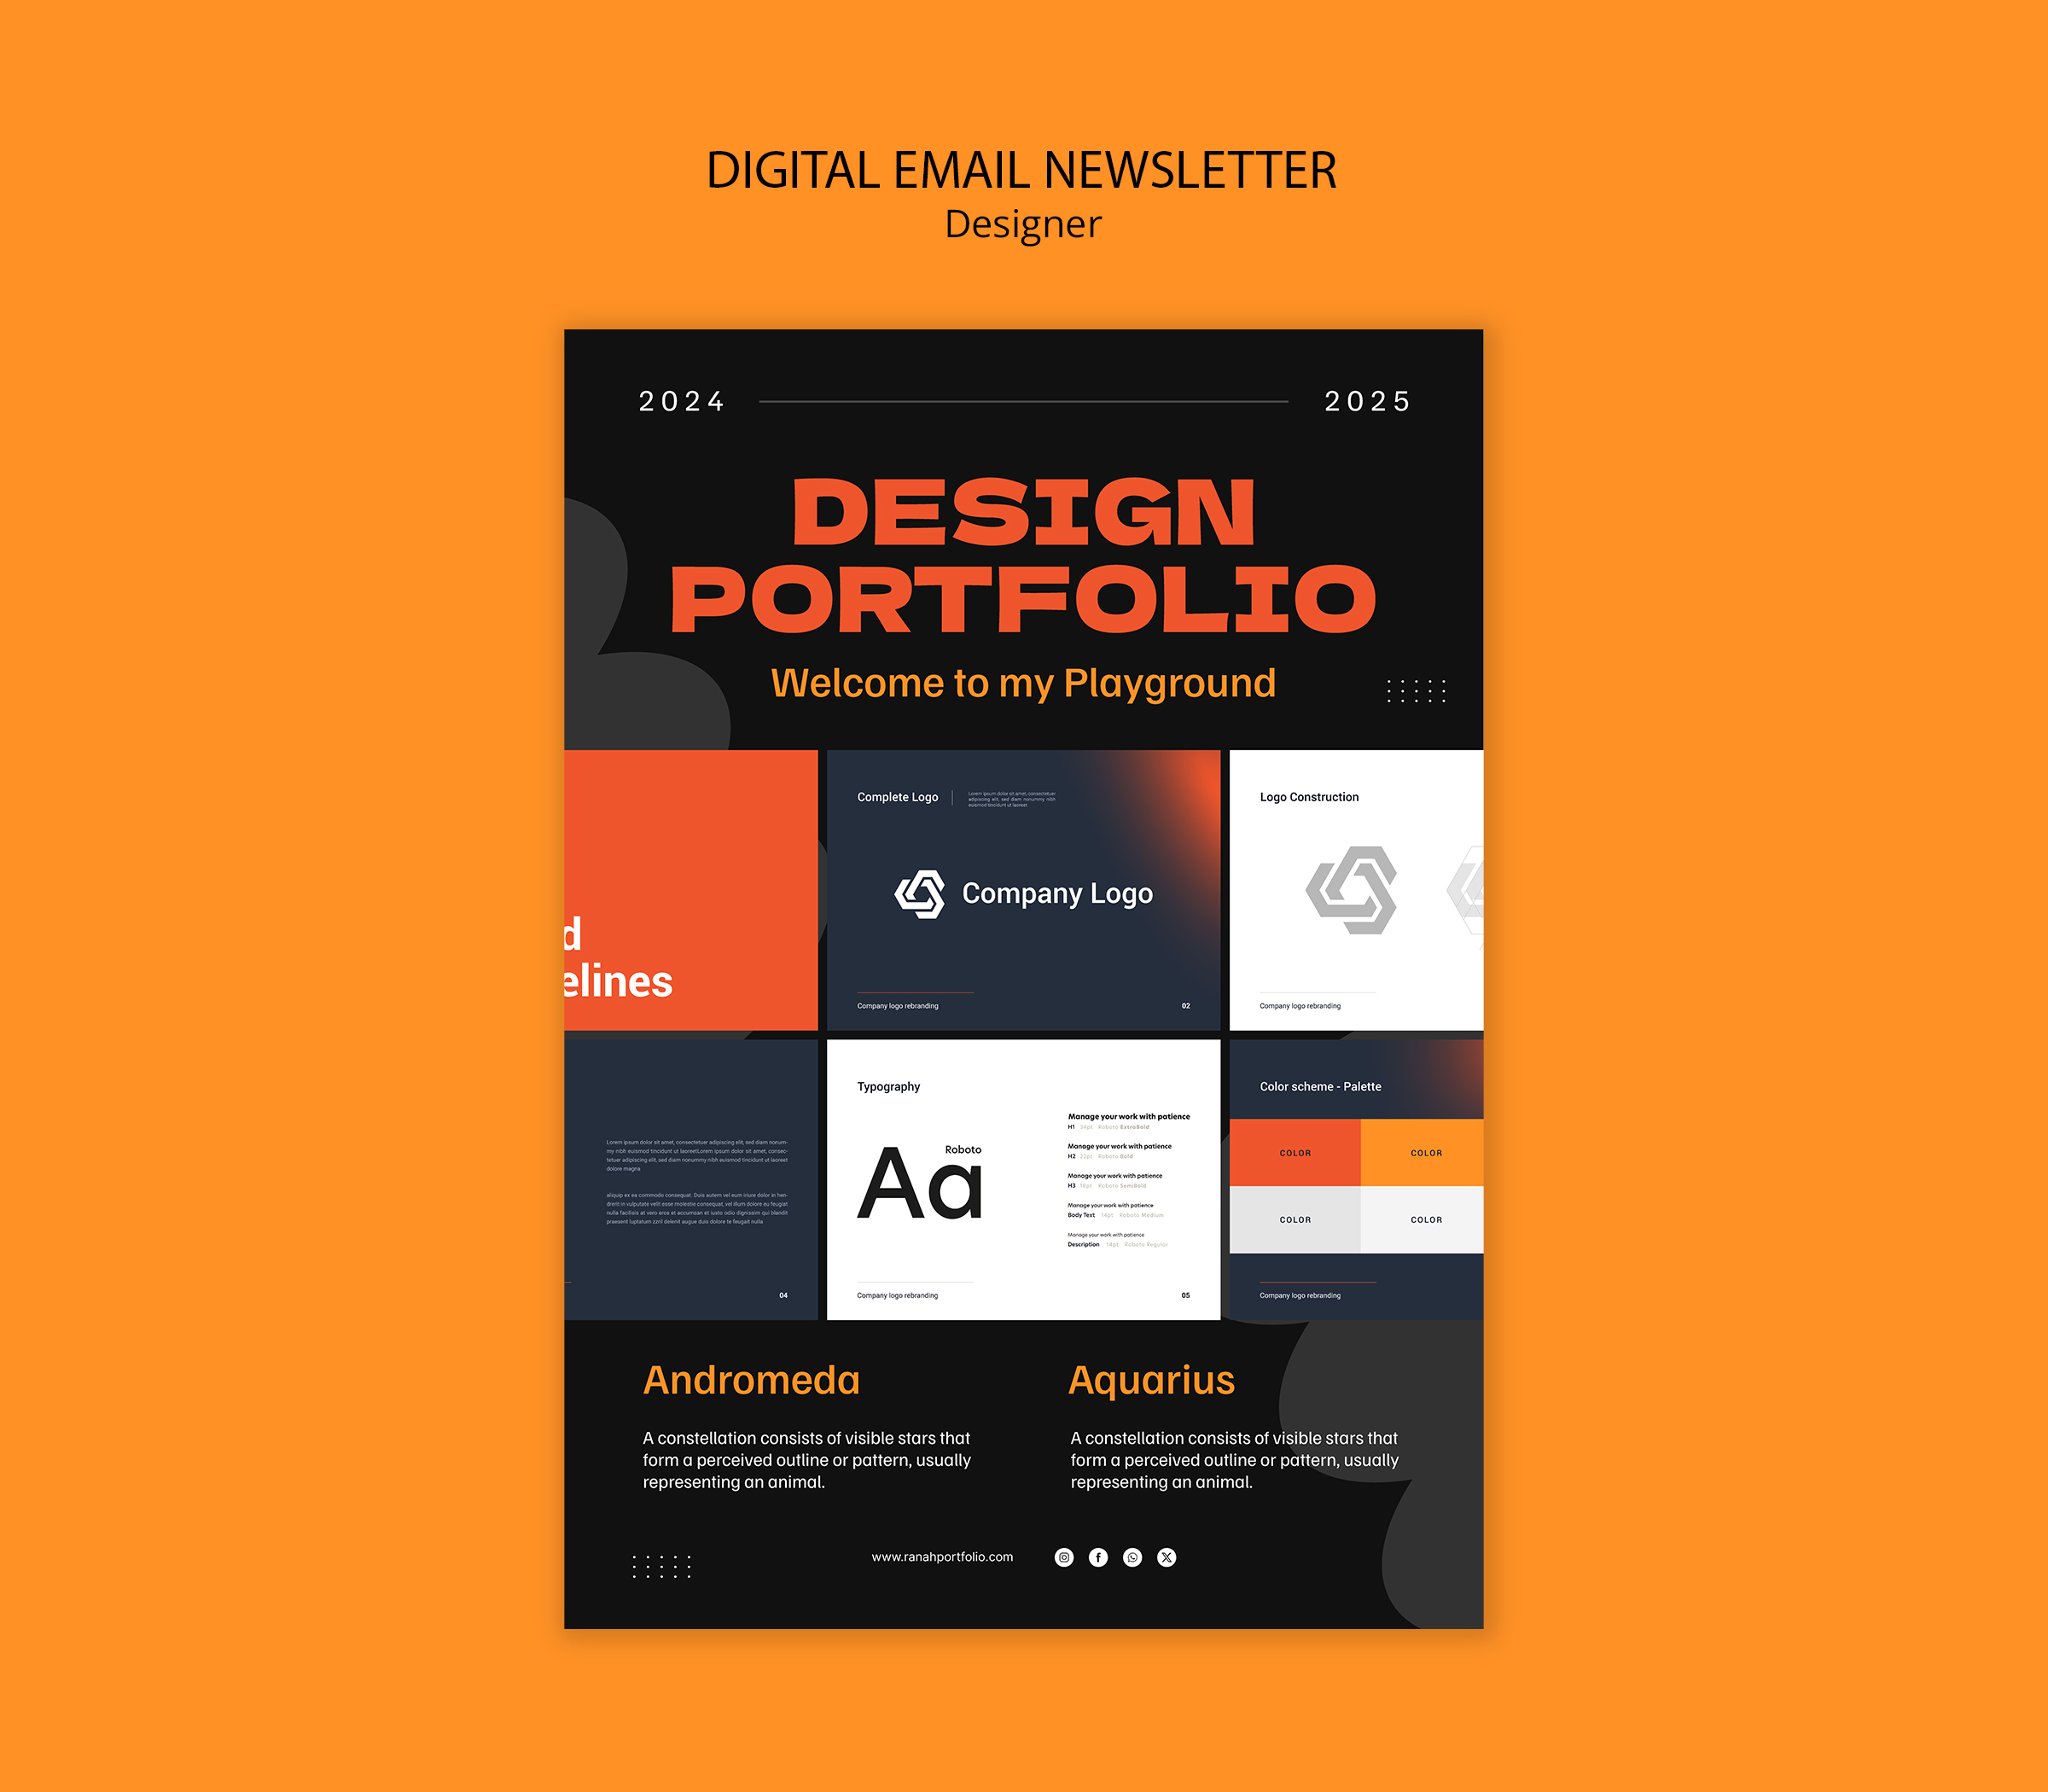 DIGITAL EMAIL NEWSLETTER
Designer
2024
2025
DESIGN
PORTFOLIO
Welcome to my Playground
d
elines
Complete Logo
Lorem ipsum dolor sit amet, consectetuer
adipiscing elit, sed diam nonummy nibh
euismod tincidunt ut laoreet
Company Logo
Company logo rebranding
02
Logo Construction
Company logo rebranding
Lorem ipsum dolor sit amet, consectetuer adipiscing elit, sed diam nonum-
my nibh euismod tincidunt ut laoreetLorem ipsum dolor sit amet, consec-
tetuer adipiscing elit, sed diam nonummy nibh euismod tincidunt ut laoreet
dolore magna
aliquip ex ea commodo consequat. Duis autem vel eum iriure dolor in hen-
drerit in vulputate velit esse molestie consequat, vel illum dolore eu feugiat
nulla facilisis at vero eros et accumsan et iusto odio dignissim qui blandit
praesent luptatum zzril delenit augue duis dolore te feugait nulla
04
Typography
Roboto
Aa
Manage your work with patience
H1 34pt Roboto ExtraBold
Manage your work with patience
H2 22pt Roboto Bold
Manage your work with patience
H3 16pt Roboto SemiBold
Manage your work with patience
Body Text 14pt Roboto Medium
Manage your work with patience
Description 14pt Roboto Regular
Company logo rebranding
05
Color scheme - Palette
COLOR
COLOR
COLOR
COLOR
Company logo rebranding
Andromeda
A constellation consists of visible stars that
form a perceived outline or pattern, usually
representing an animal.
Aquarius
A constellation consists of visible stars that
form a perceived outline or pattern, usually
representing an animal.
www.ranahportfolio.com